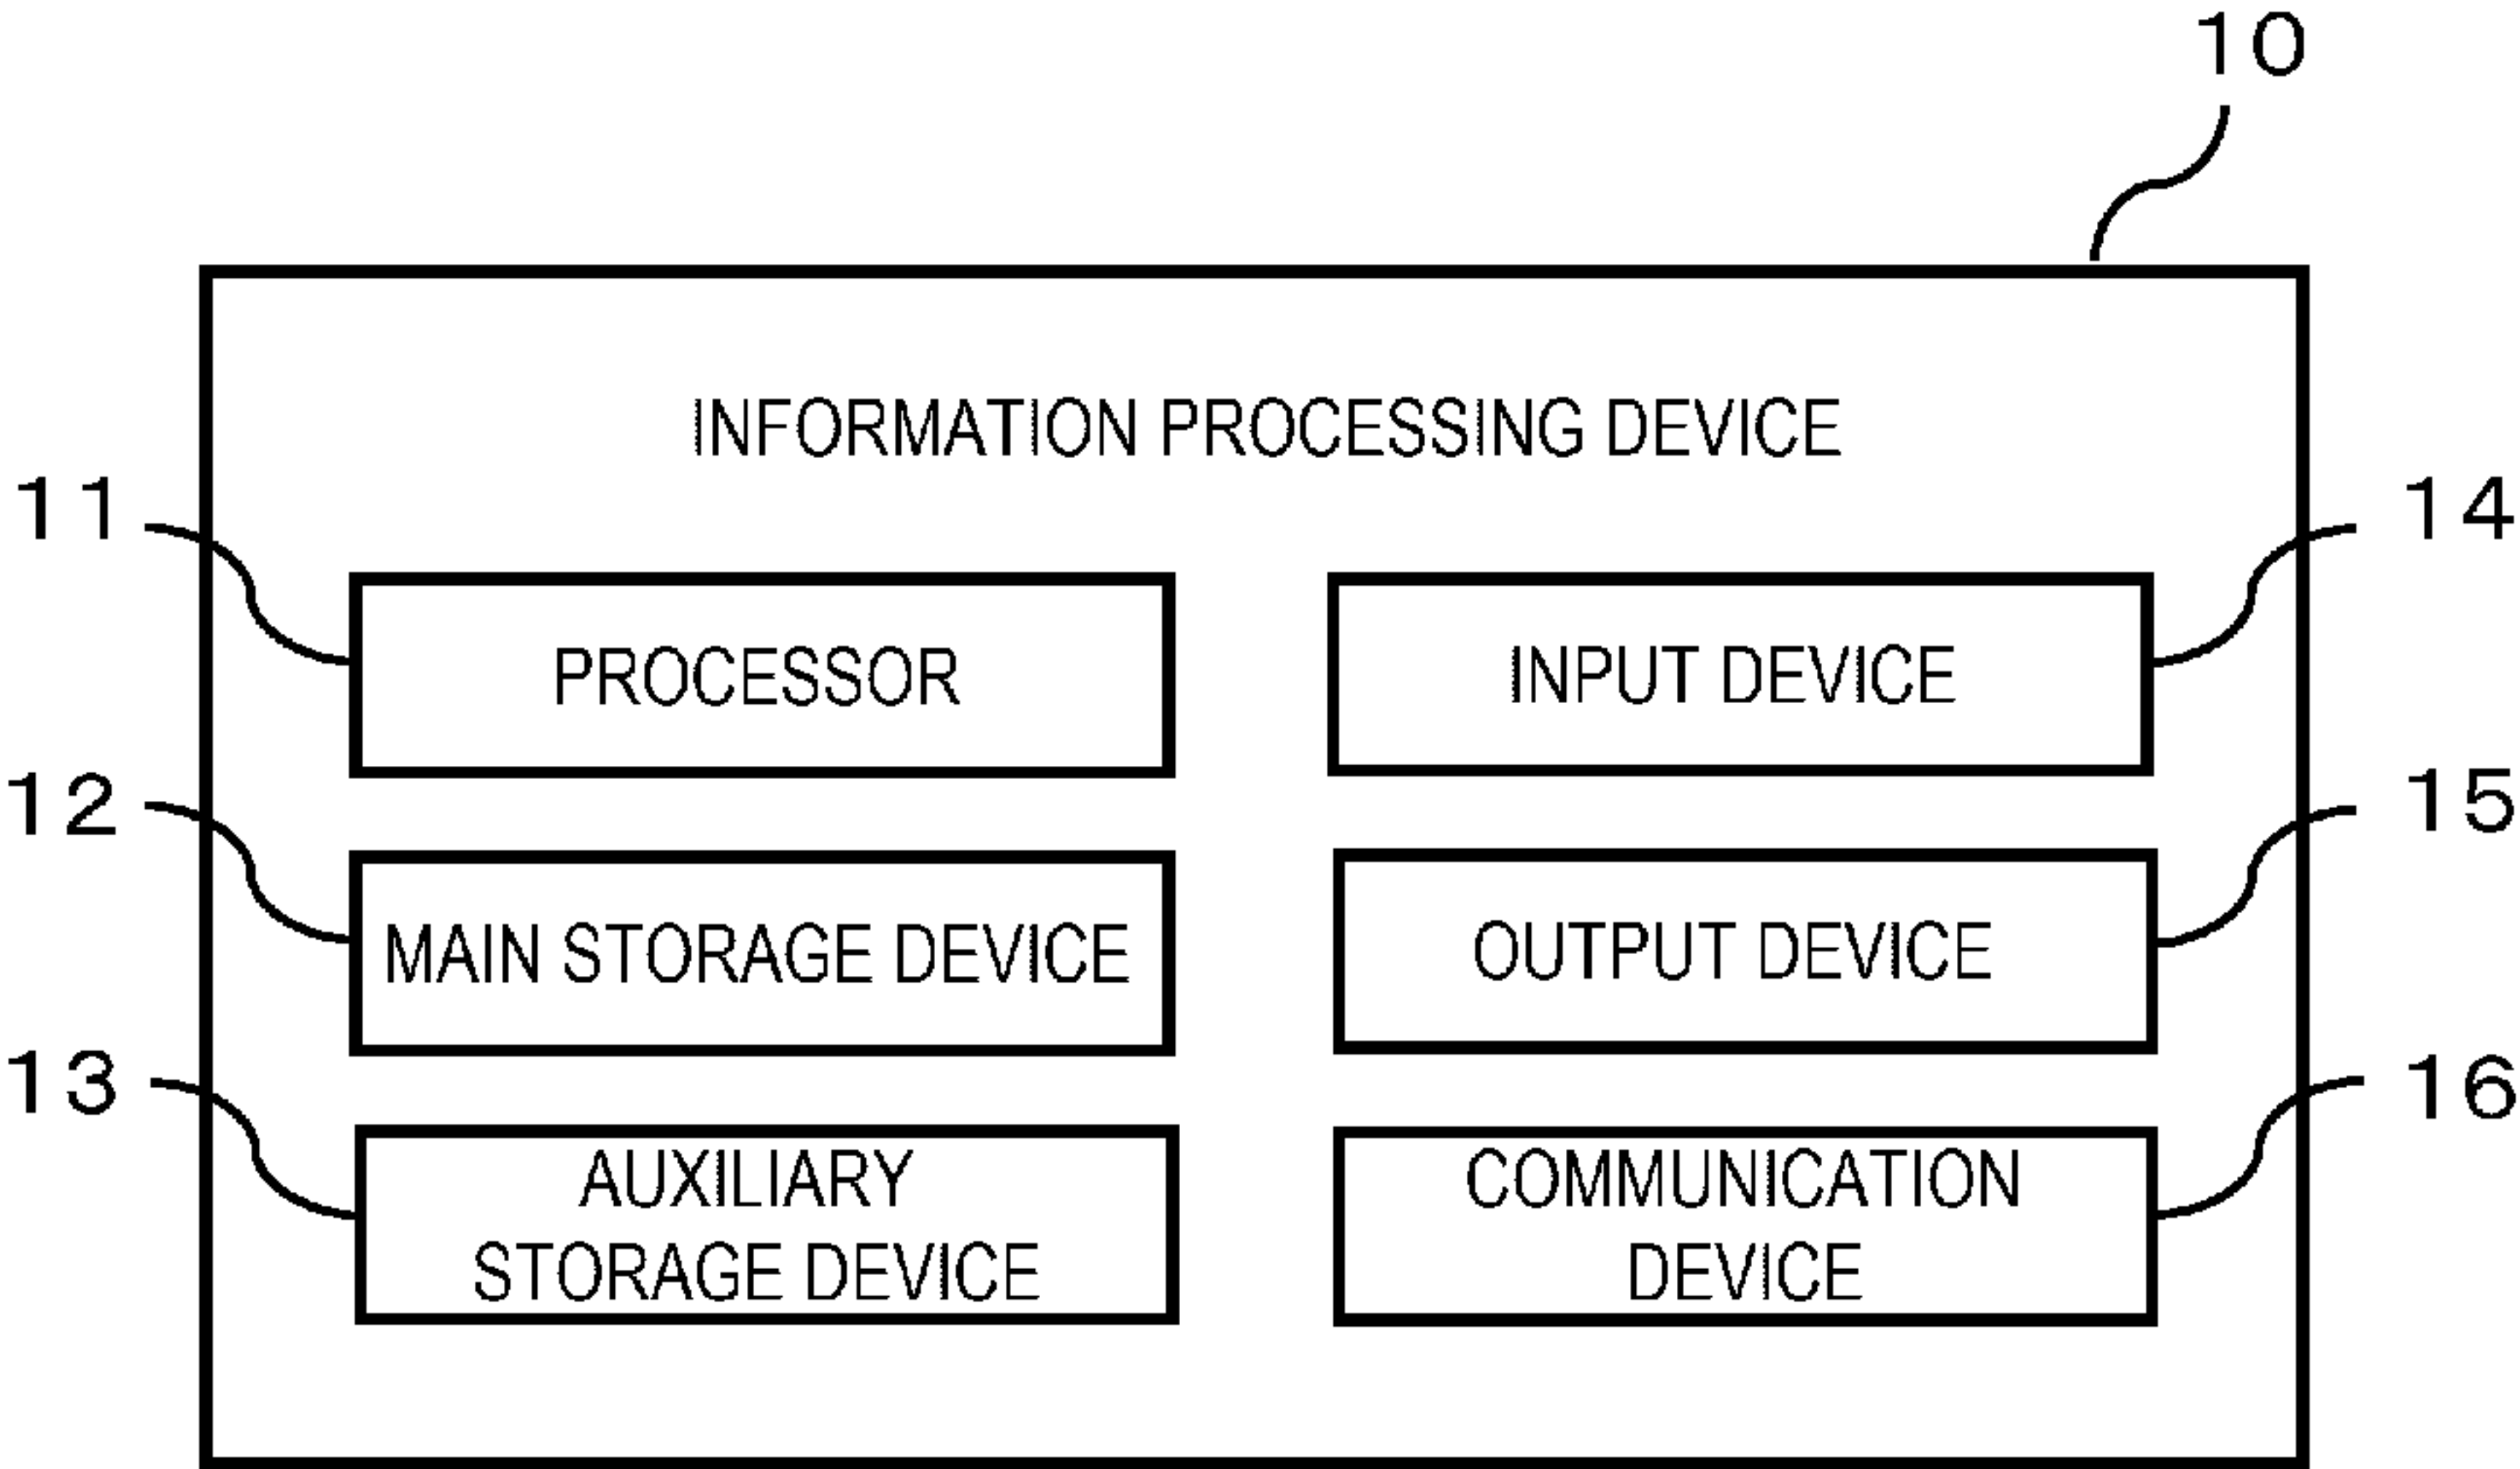 10
INFORMATION PROCESSING DEVICE
11
14
PROCESSOR
INPUT DEVICE
12
15
MAIN STORAGE DEVICE
OUTPUT DEVICE
13
16
AUXILIARY
STORAGE DEVICE
COMMUNICATION
DEVICE